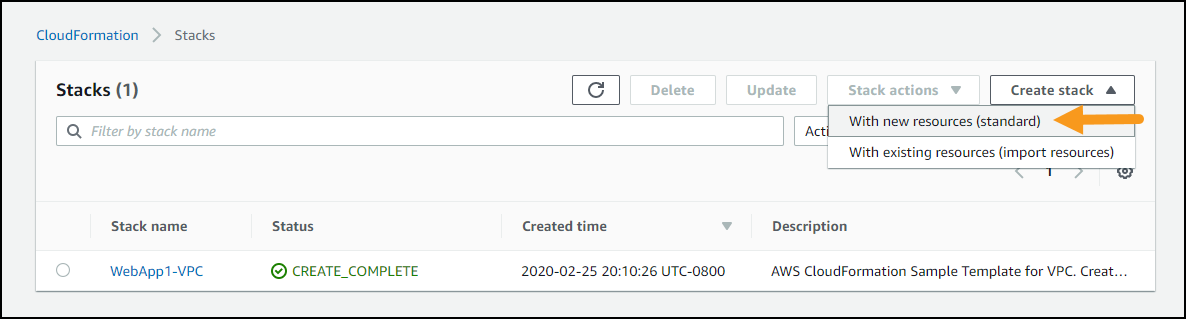 CloudFormation > Stacks
Stacks (1)
Delete
Update
Stack actions
Create stack
With new resources (standard)
With existing resources (import resources)
Filter by stack name
1
Stack name Status Created time Description
WebApp1-VPC CREATE_COMPLETE 2020-02-25 20:10:26 UTC-0800 AWS CloudFormation Sample Template for VPC. Creat…